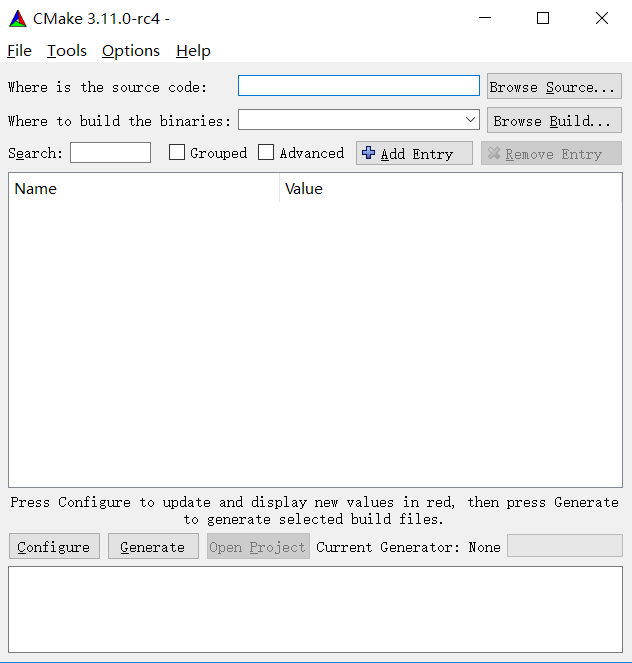 CMake 3.11.0-rc4 -
File Tools Options Help
Where is the source code: Browse Source...
Where to build the binaries: Browse Build...
Search: Grouped Advanced Add Entry Remove Entry
Name Value
Press Configure to update and display new values in red, then press Generate
to generate selected build files.
Configure Generate Open Project Current Generator: None